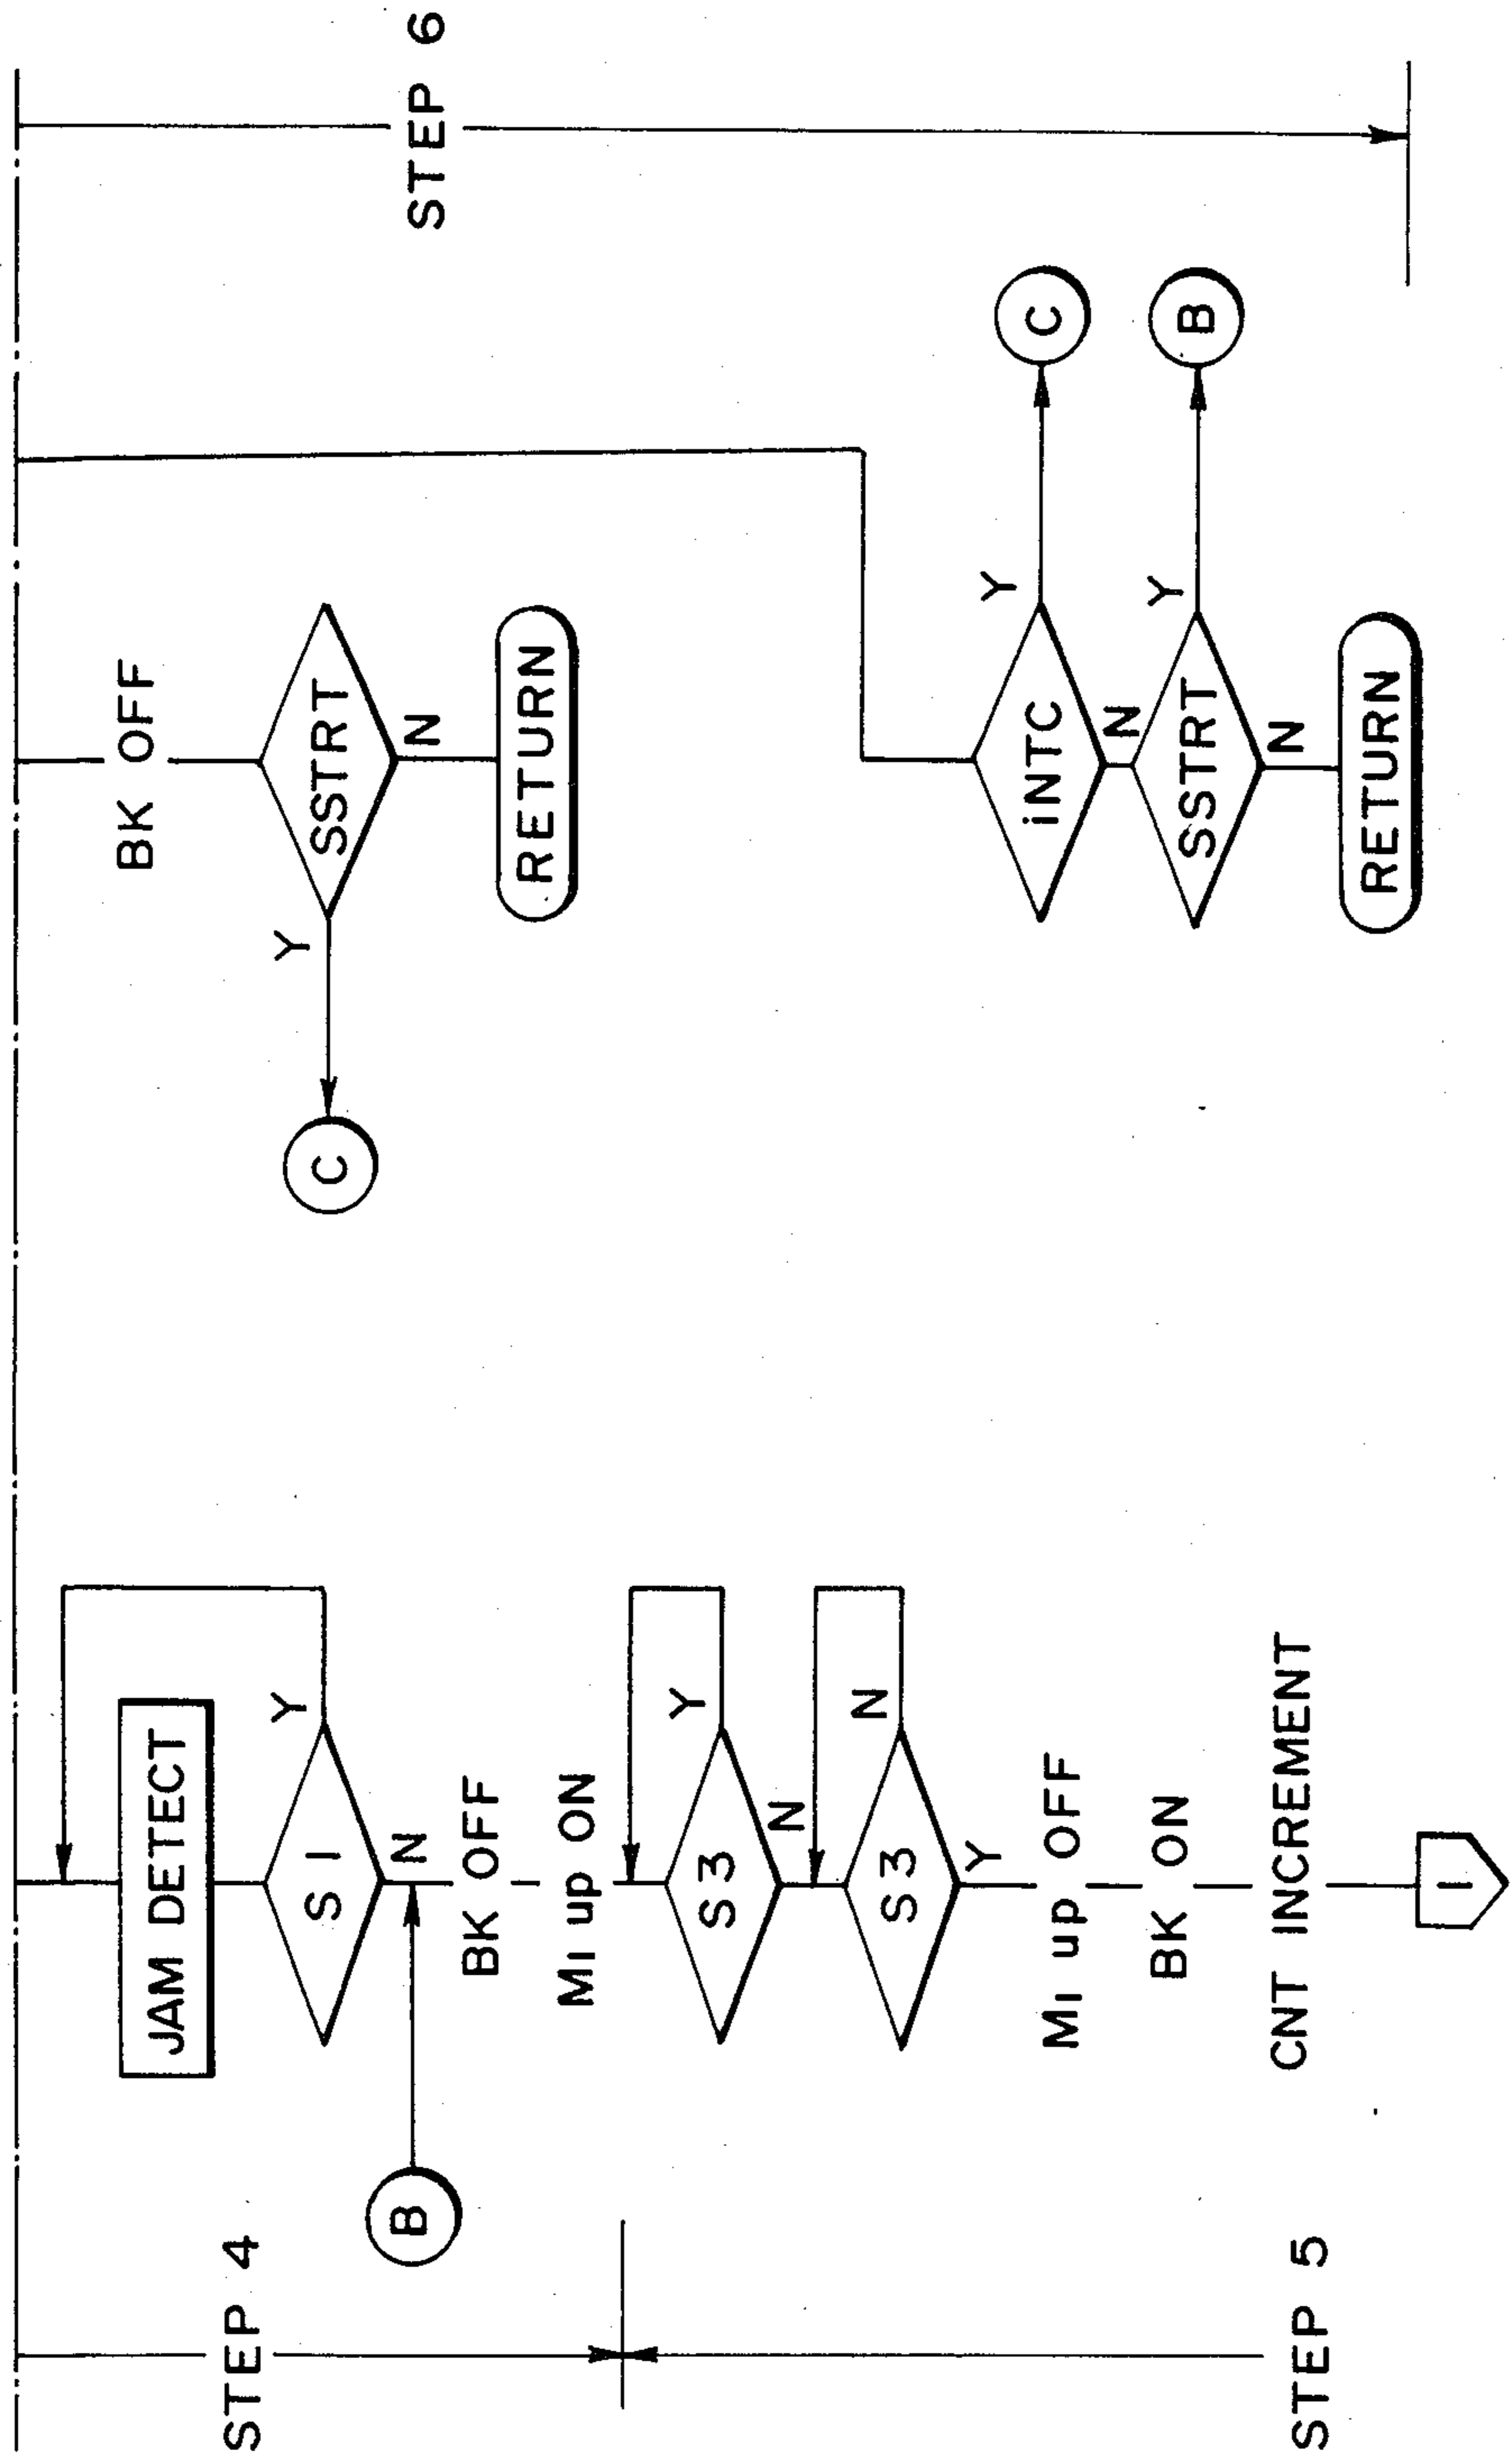 STEP 4
JAM DETECT
Y
S1
N
B
BK OFF
M1 up ON
Y
S3
N
N
S3
Y
M1 up OFF
BK ON
STEP 5
CNT INCREMENT
1
BK OFF
Y
C
SSTRT
N
RETURN
STEP 6
Y
iNTC
C
N
Y
SSTRT
B
N
RETURN